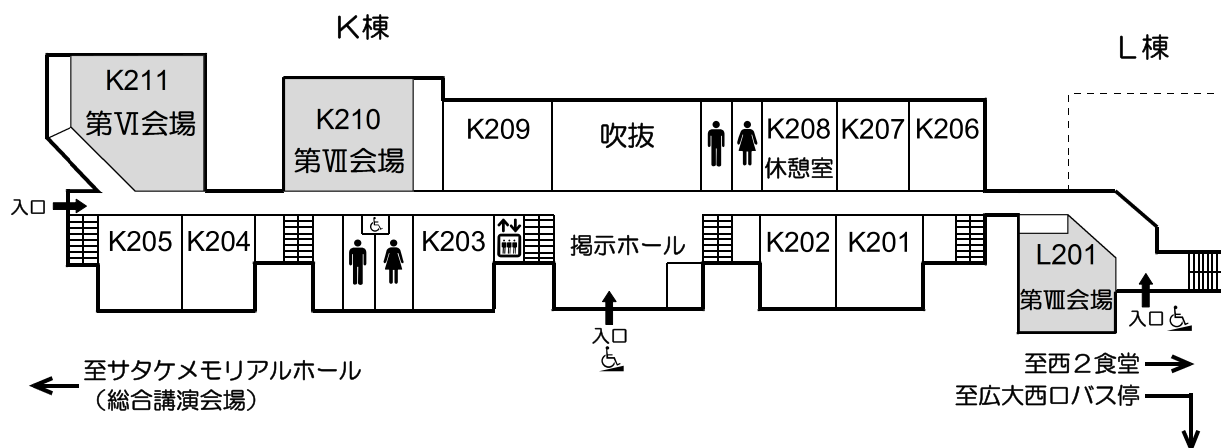 K棟
L棟
K211
第Ⅵ会場
K210
第Ⅶ会場
K209
吹抜
K208
休憩室
K207
K206
入口
K205
K204
K203
掲示ホール
K202
K201
L201
第Ⅷ会場
入口
入口
至サタケメモリアルホール
（総合講演会場）
至西２食堂
至広大西口バス停